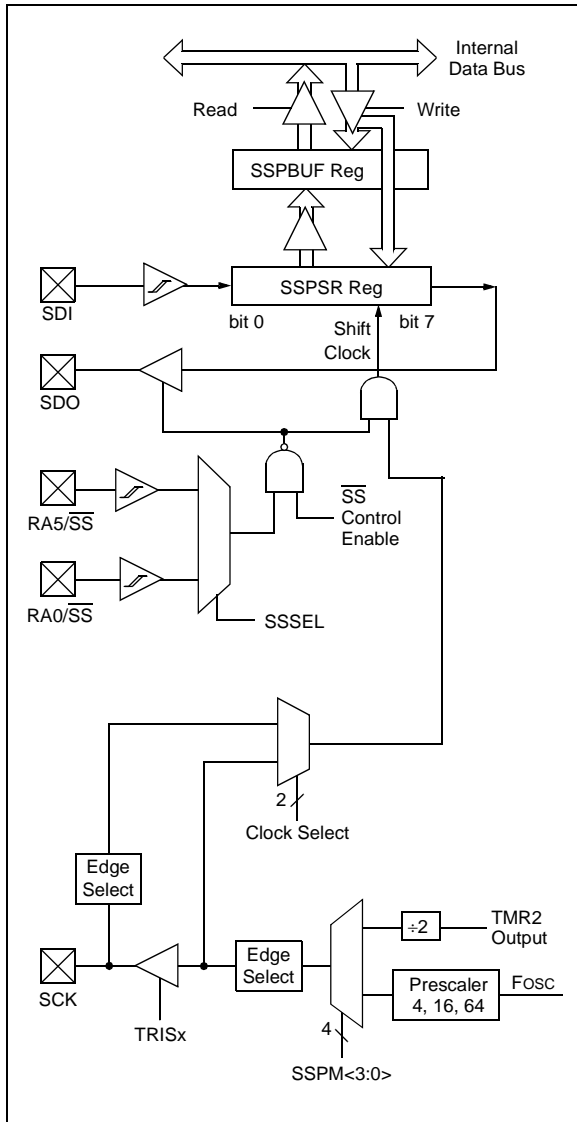 Internal
Data Bus
Read
Write
SSPBUF Reg
SSPSR Reg
SDI
bit 0
bit 7
Shift
Clock
SDO
RA5/SS
SS
Control
Enable
RA0/SS
SSSEL
2
Clock Select
Edge
Select
Edge
Select
÷2
TMR2
Output
SCK
Prescaler
4, 16, 64
FOSC
TRISx
4
SSPM<3:0>